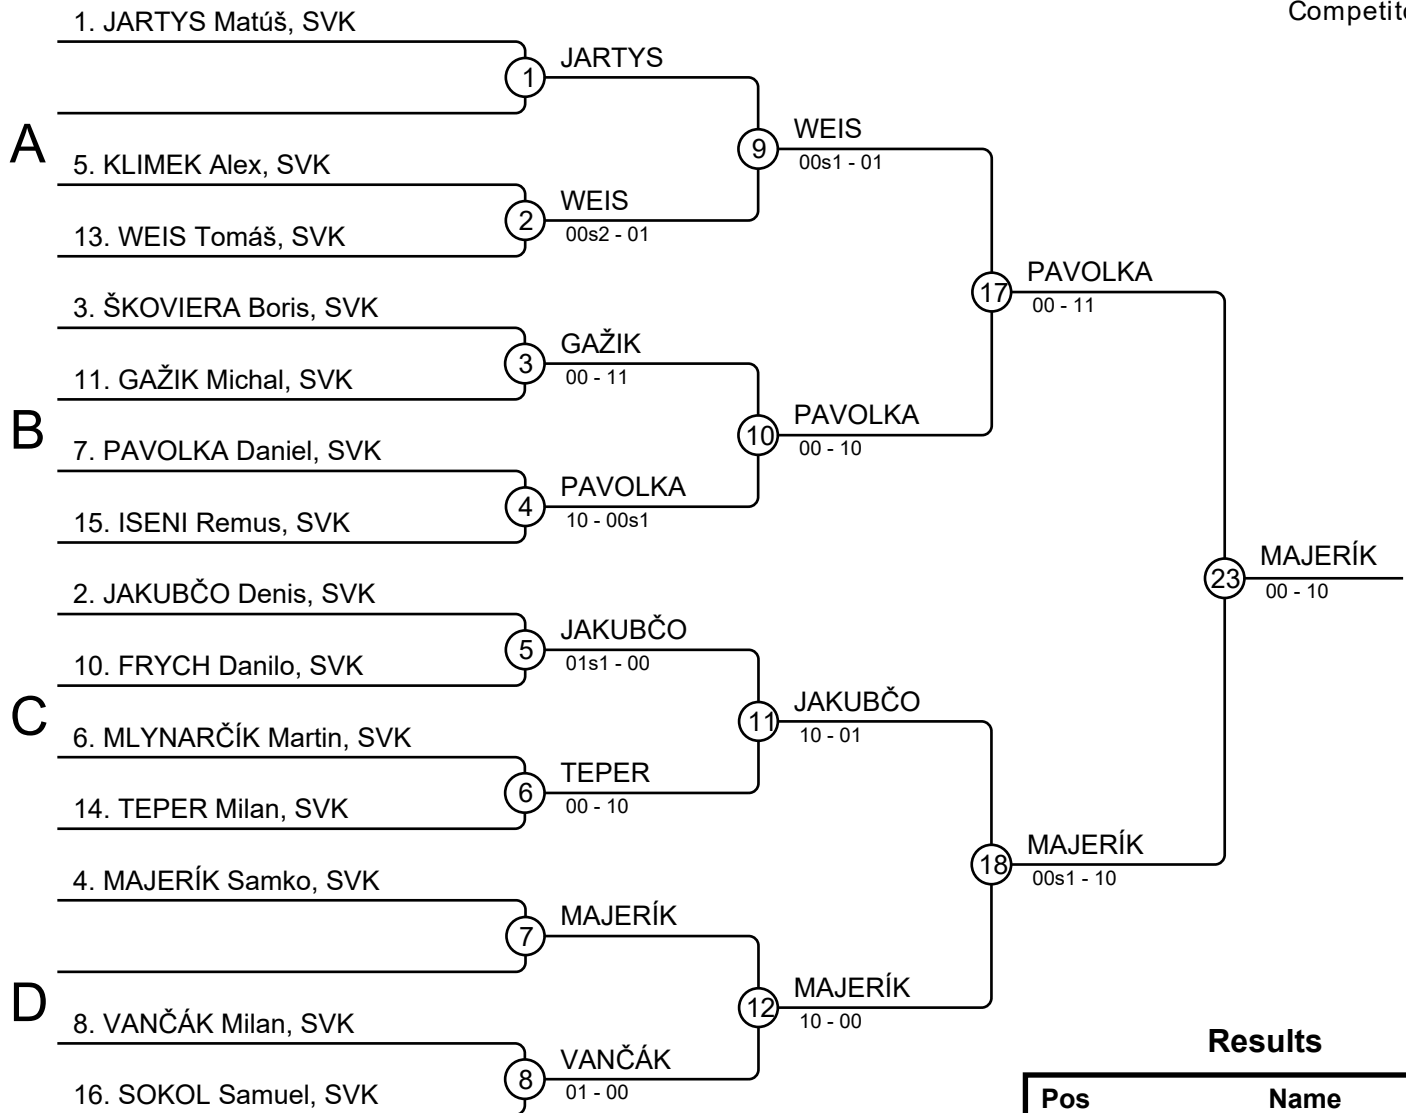 1. JARTYS Matúš, SVK
Competito
1
JARTYS
A
9
WEIS
00s1 - 01
5. KLIMEK Alex, SVK
2
WEIS
00s2 - 01
13. WEIS Tomáš, SVK
17
PAVOLKA
00 - 11
3. ŠKOVIERA Boris, SVK
3
GAŽIK
00 - 11
11. GAŽIK Michal, SVK
B
10
PAVOLKA
00 - 10
7. PAVOLKA Daniel, SVK
4
PAVOLKA
10 - 00s1
15. ISENI Remus, SVK
23
MAJERÍK
00 - 10
2. JAKUBČO Denis, SVK
5
JAKUBČO
01s1 - 00
10. FRYCH Danilo, SVK
C
11
JAKUBČO
10 - 01
6. MLYNARČÍK Martin, SVK
6
TEPER
00 - 10
14. TEPER Milan, SVK
18
MAJERÍK
00s1 - 10
4. MAJERÍK Samko, SVK
7
MAJERÍK
D
12
MAJERÍK
10 - 00
8. VANČÁK Milan, SVK
8
VANČÁK
01 - 00
16. SOKOL Samuel, SVK
Results
Pos Name